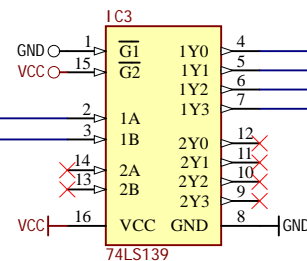 IC3
GND 1 G1 1Y0 4
VCC 15 G2 1Y1 5
1Y2 6
2 1A 1Y3 7
3 1B
2Y0 12
14 2A 2Y1 11
13 2B 2Y2 10
2Y3 9
VCC 16 VCC GND 8 GND
74LS139